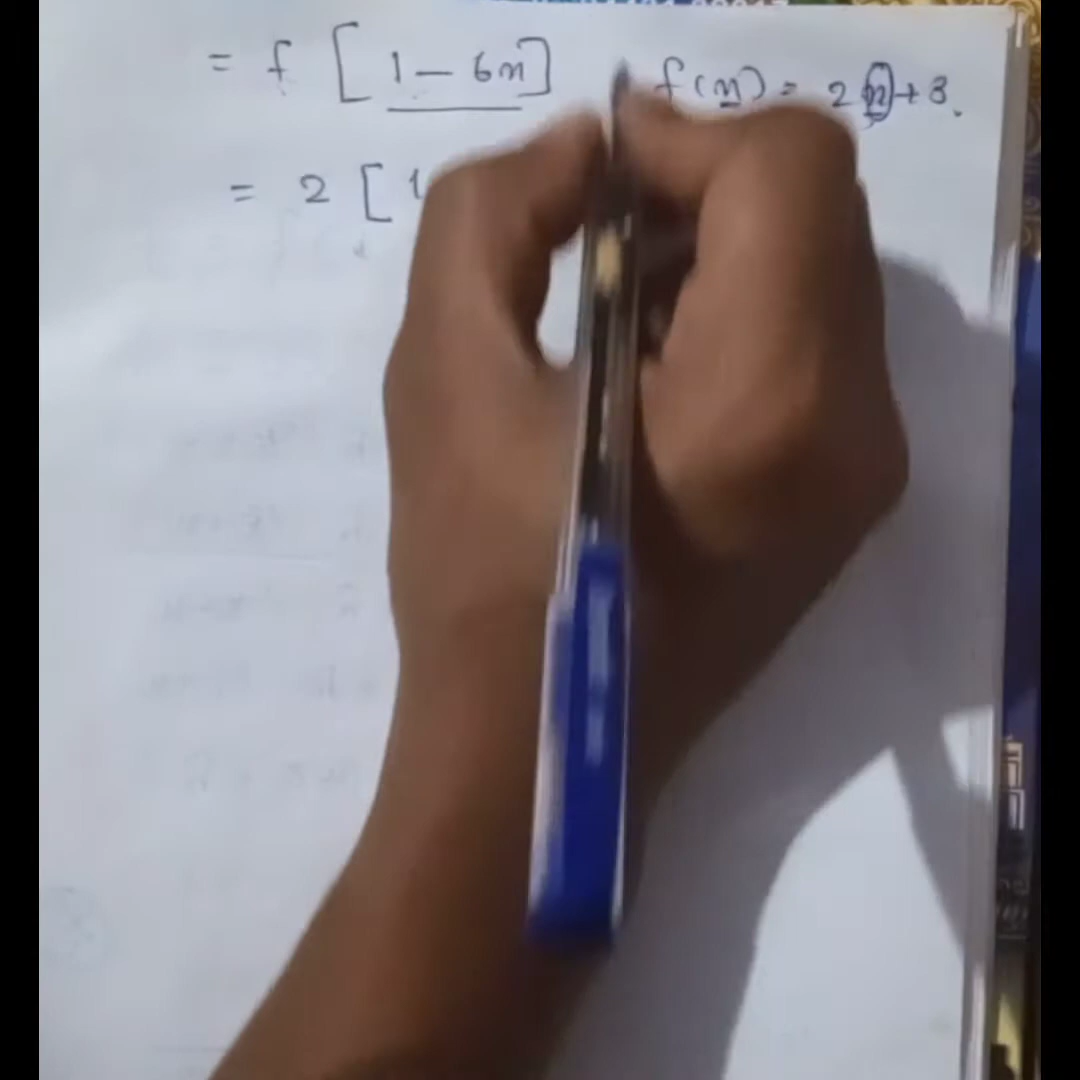 = f [ 1 - 6x ] f(x) = 2x + 3.
= 2 [ 1